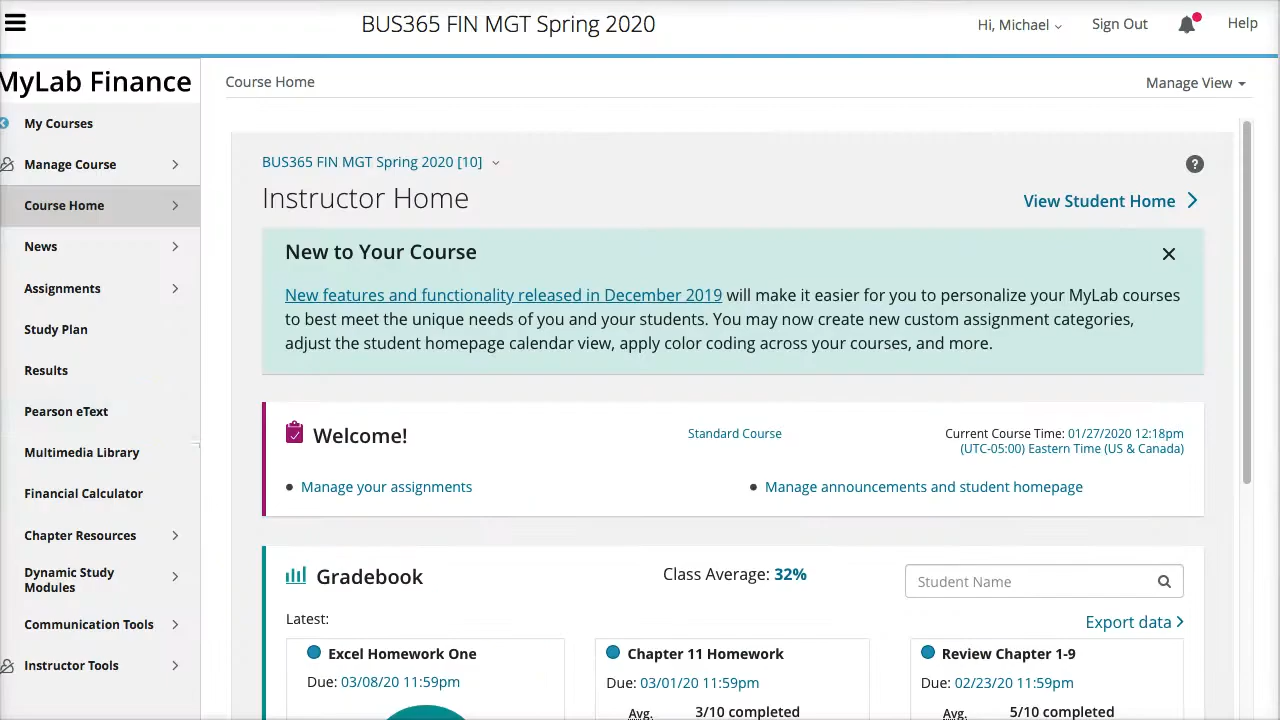 BUS365 FIN MGT Spring 2020
Hi, Michael
Sign Out
Help
MyLab Finance
My Courses
Manage Course
Course Home
News
Assignments
Study Plan
Results
Pearson eText
Multimedia Library
Financial Calculator
Chapter Resources
Dynamic Study
Modules
Communication Tools
Instructor Tools
Course Home
Manage View
BUS365 FIN MGT Spring 2020 [10]
?
Instructor Home
View Student Home
New to Your Course
New features and functionality released in December 2019 will make it easier for you to personalize your MyLab courses
to best meet the unique needs of you and your students. You may now create new custom assignment categories,
adjust the student homepage calendar view, apply color coding across your courses, and more.
Welcome!
Standard Course
Current Course Time: 01/27/2020 12:18pm
(UTC-05:00) Eastern Time (US & Canada)
Manage your assignments
Manage announcements and student homepage
Gradebook
Class Average: 32%
Student Name
Export data
Latest:
Excel Homework One
Due: 03/08/20 11:59pm
Chapter 11 Homework
Due: 03/01/20 11:59pm
Avg. 3/10 completed
Review Chapter 1-9
Due: 02/23/20 11:59pm
Avg. 5/10 completed